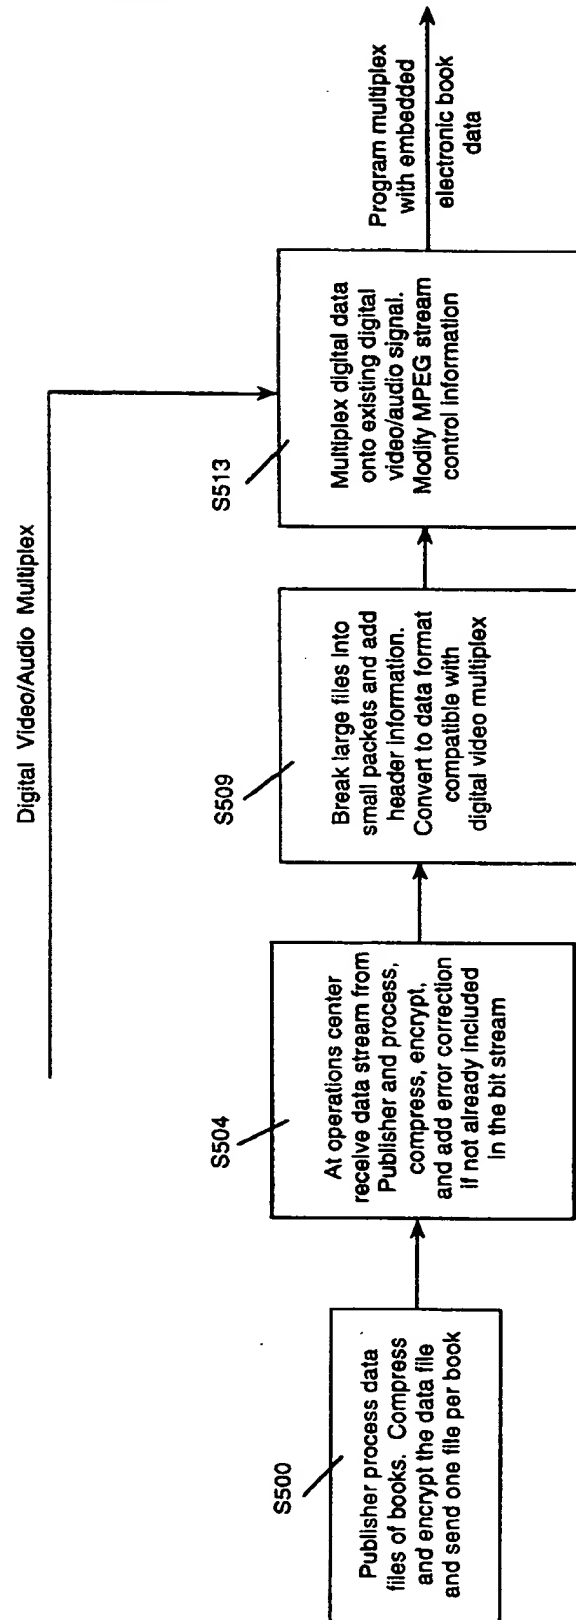 Digital Video/Audio Multiplex
S500
Publisher process data
files of books. Compress
and encrypt the data file
and send one file per book
S504
At operations center
receive data stream from
Publisher and process,
compress, encrypt,
and add error correction
if not already included
in the bit stream
S509
Break large files into
small packets and add
header information.
Convert to data format
compatible with
digital video multiplex
S513
Multiplex digital data
onto existing digital
video/audio signal.
Modify MPEG stream
control information
Program multiplex
with embedded
electronic book
data